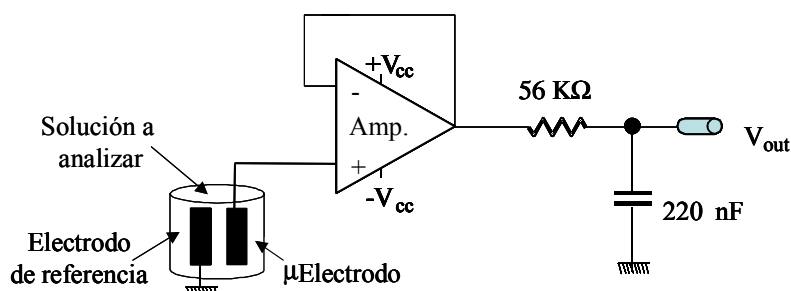 +Vcc
-
Amp.
+
-Vcc
56 KΩ
Vout
220 nF
Solución a
analizar
Electrodo
de referencia
μElectrodo